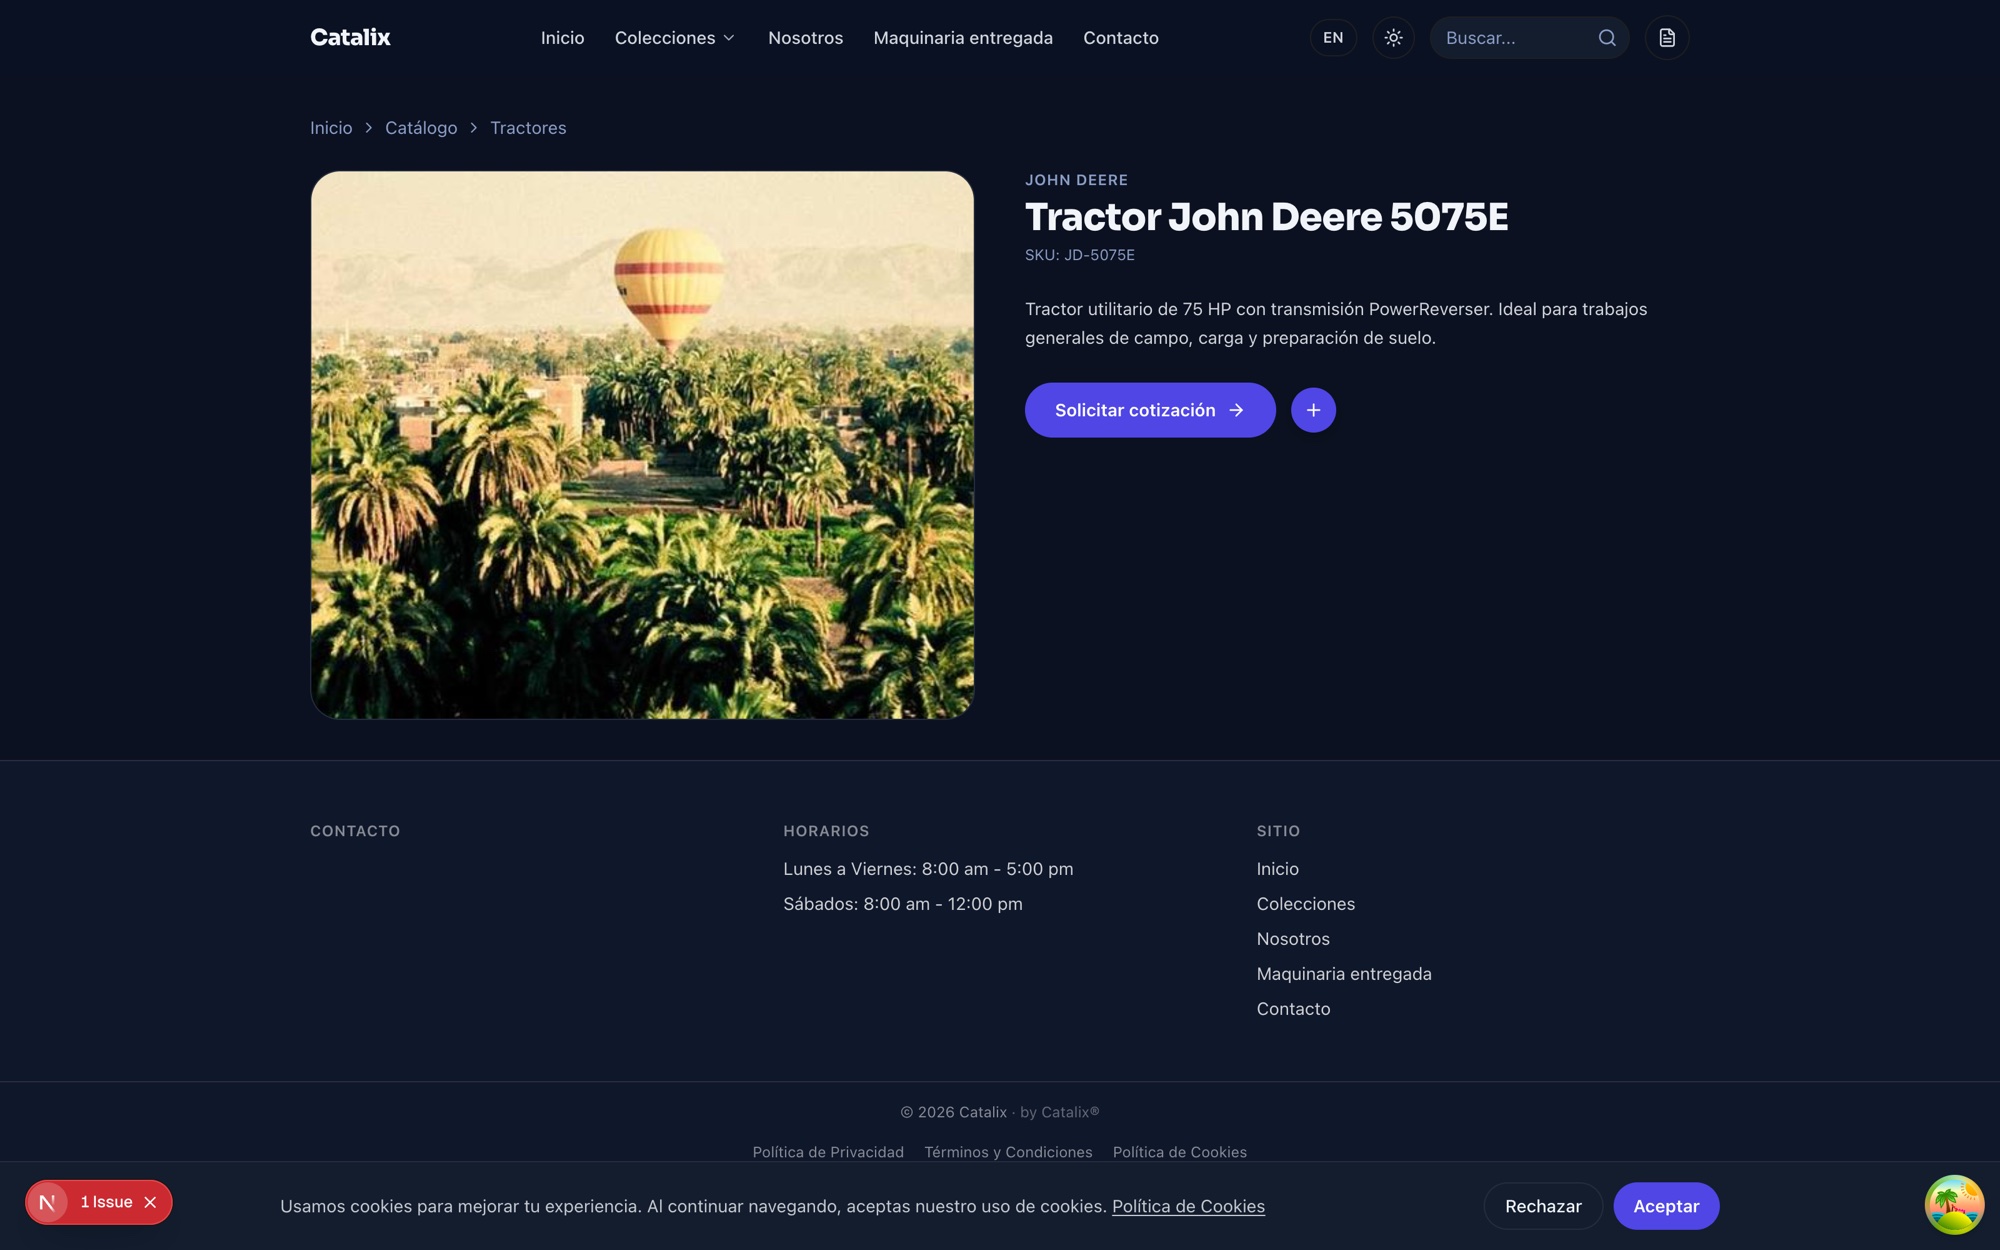 Catalix
Inicio
Colecciones
Nosotros
Maquinaria entregada
Contacto
EN
Buscar...
Inicio > Catálogo > Tractores
JOHN DEERE
Tractor John Deere 5075E
SKU: JD-5075E
Tractor utilitario de 75 HP con transmisión PowerReverser. Ideal para trabajos
generales de campo, carga y preparación de suelo.
Solicitar cotización →
CONTACTO
HORARIOS
Lunes a Viernes: 8:00 am - 5:00 pm
Sábados: 8:00 am - 12:00 pm
SITIO
Inicio
Colecciones
Nosotros
Maquinaria entregada
Contacto
© 2026 Catalix · by Catalix®
Política de Privacidad
Términos y Condiciones
Política de Cookies
N
1 Issue
Usamos cookies para mejorar tu experiencia. Al continuar navegando, aceptas nuestro uso de cookies. Política de Cookies
Rechazar
Aceptar